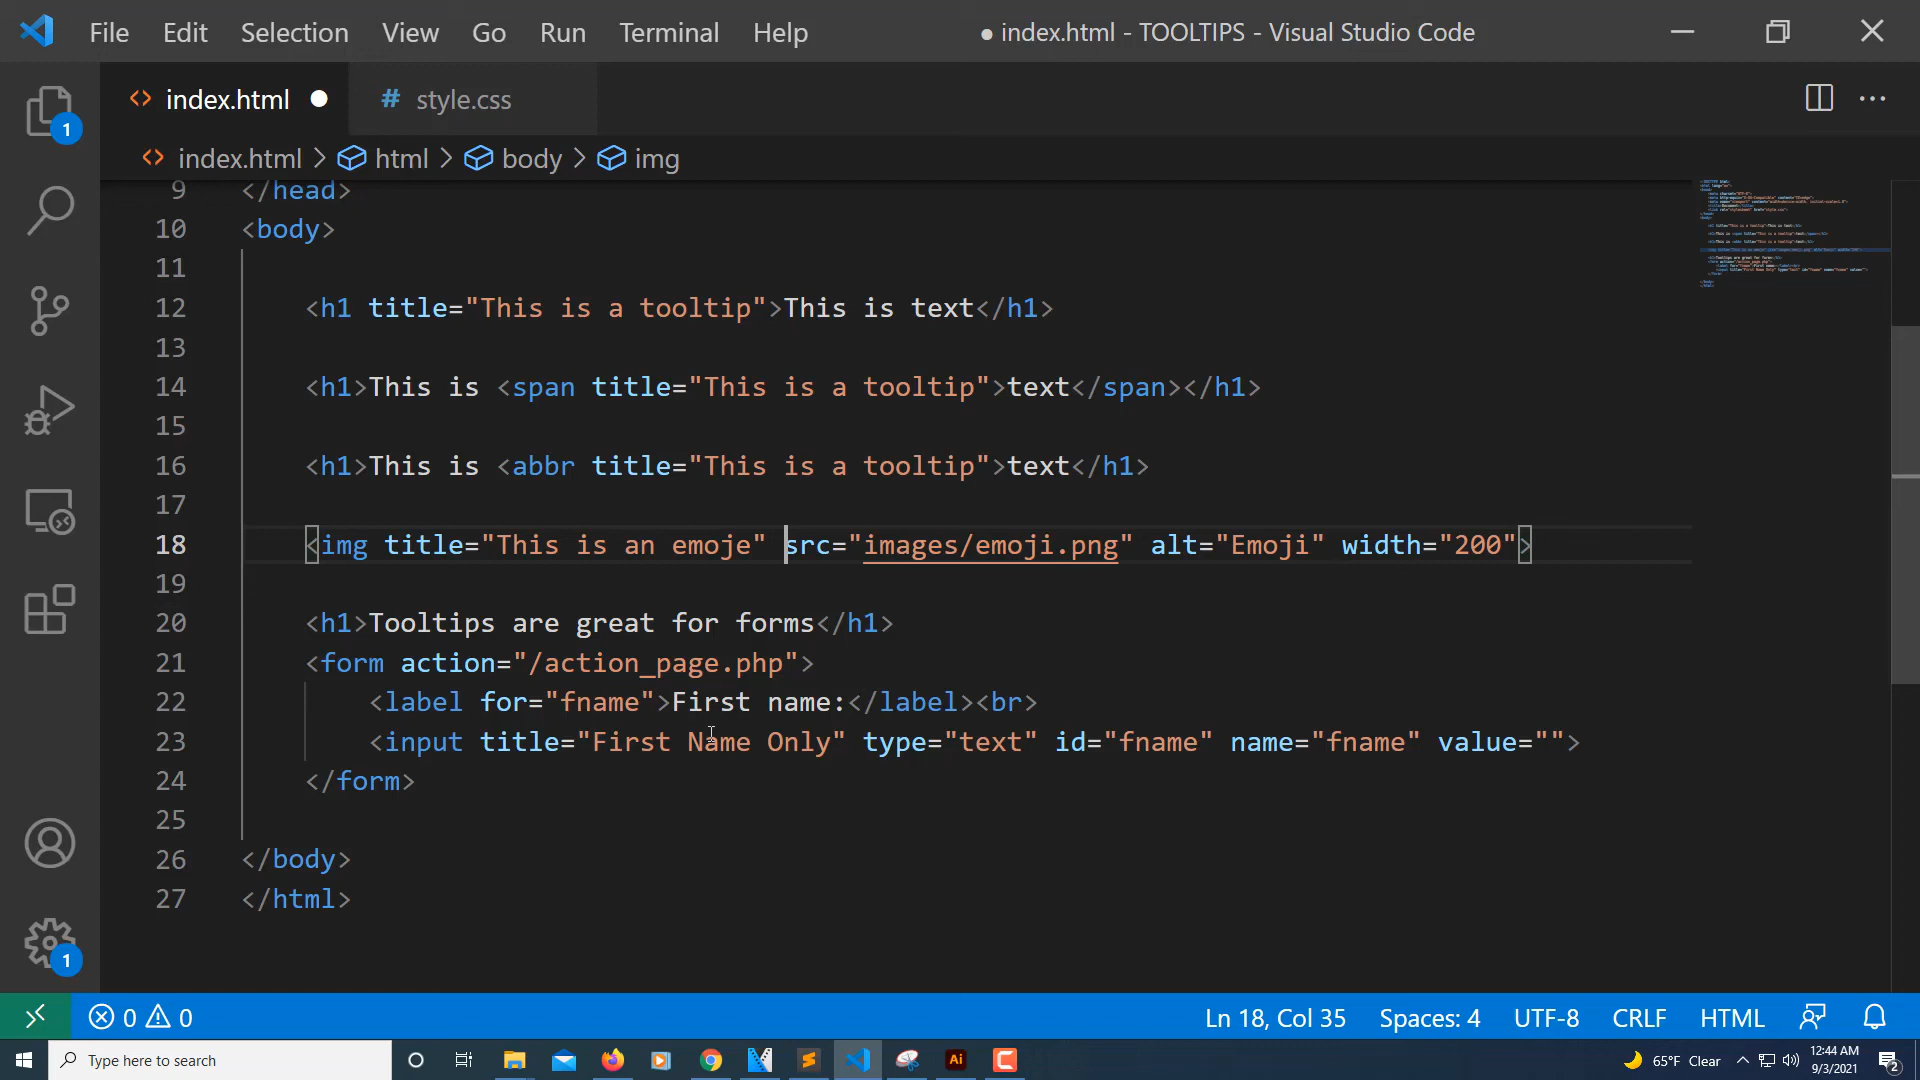 File Edit Selection View Go Run Terminal Help ● index.html - TOOLTIPS - Visual Studio Code
<> index.html ● # style.css
1
<> index.html > html > body > img
9 </head>
10 <body>
11
12 <h1 title="This is a tooltip">This is text</h1>
13
14 <h1>This is <span title="This is a tooltip">text</span></h1>
15
16 <h1>This is <abbr title="This is a tooltip">text</h1>
17
18 <img title="This is an emoje" src="images/emoji.png" alt="Emoji" width="200">
19
20 <h1>Tooltips are great for forms</h1>
21 <form action="/action_page.php">
22 <label for="fname">First name:</label><br>
23 <input title="First Name Only" type="text" id="fname" name="fname" value="">
24 </form>
25
26 </body>
27 </html>
1
0 0 Ln 18, Col 35 Spaces: 4 UTF-8 CRLF HTML
Type here to search Ai 65°F Clear 12:44 AM
9/3/2021 2